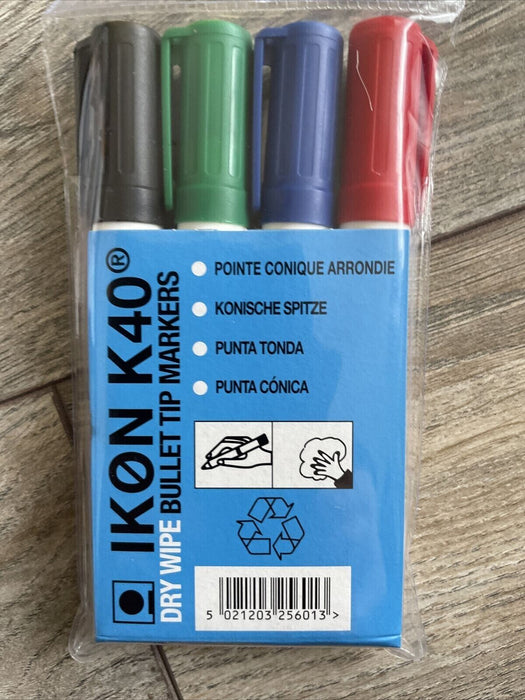 IKØN K40®
DRY WIPE BULLET TIP MARKERS
POINTE CONIQUE ARRONDIE
KONISCHE SPITZE
PUNTA TONDA
PUNTA CÓNICA
5 021203 256013 >